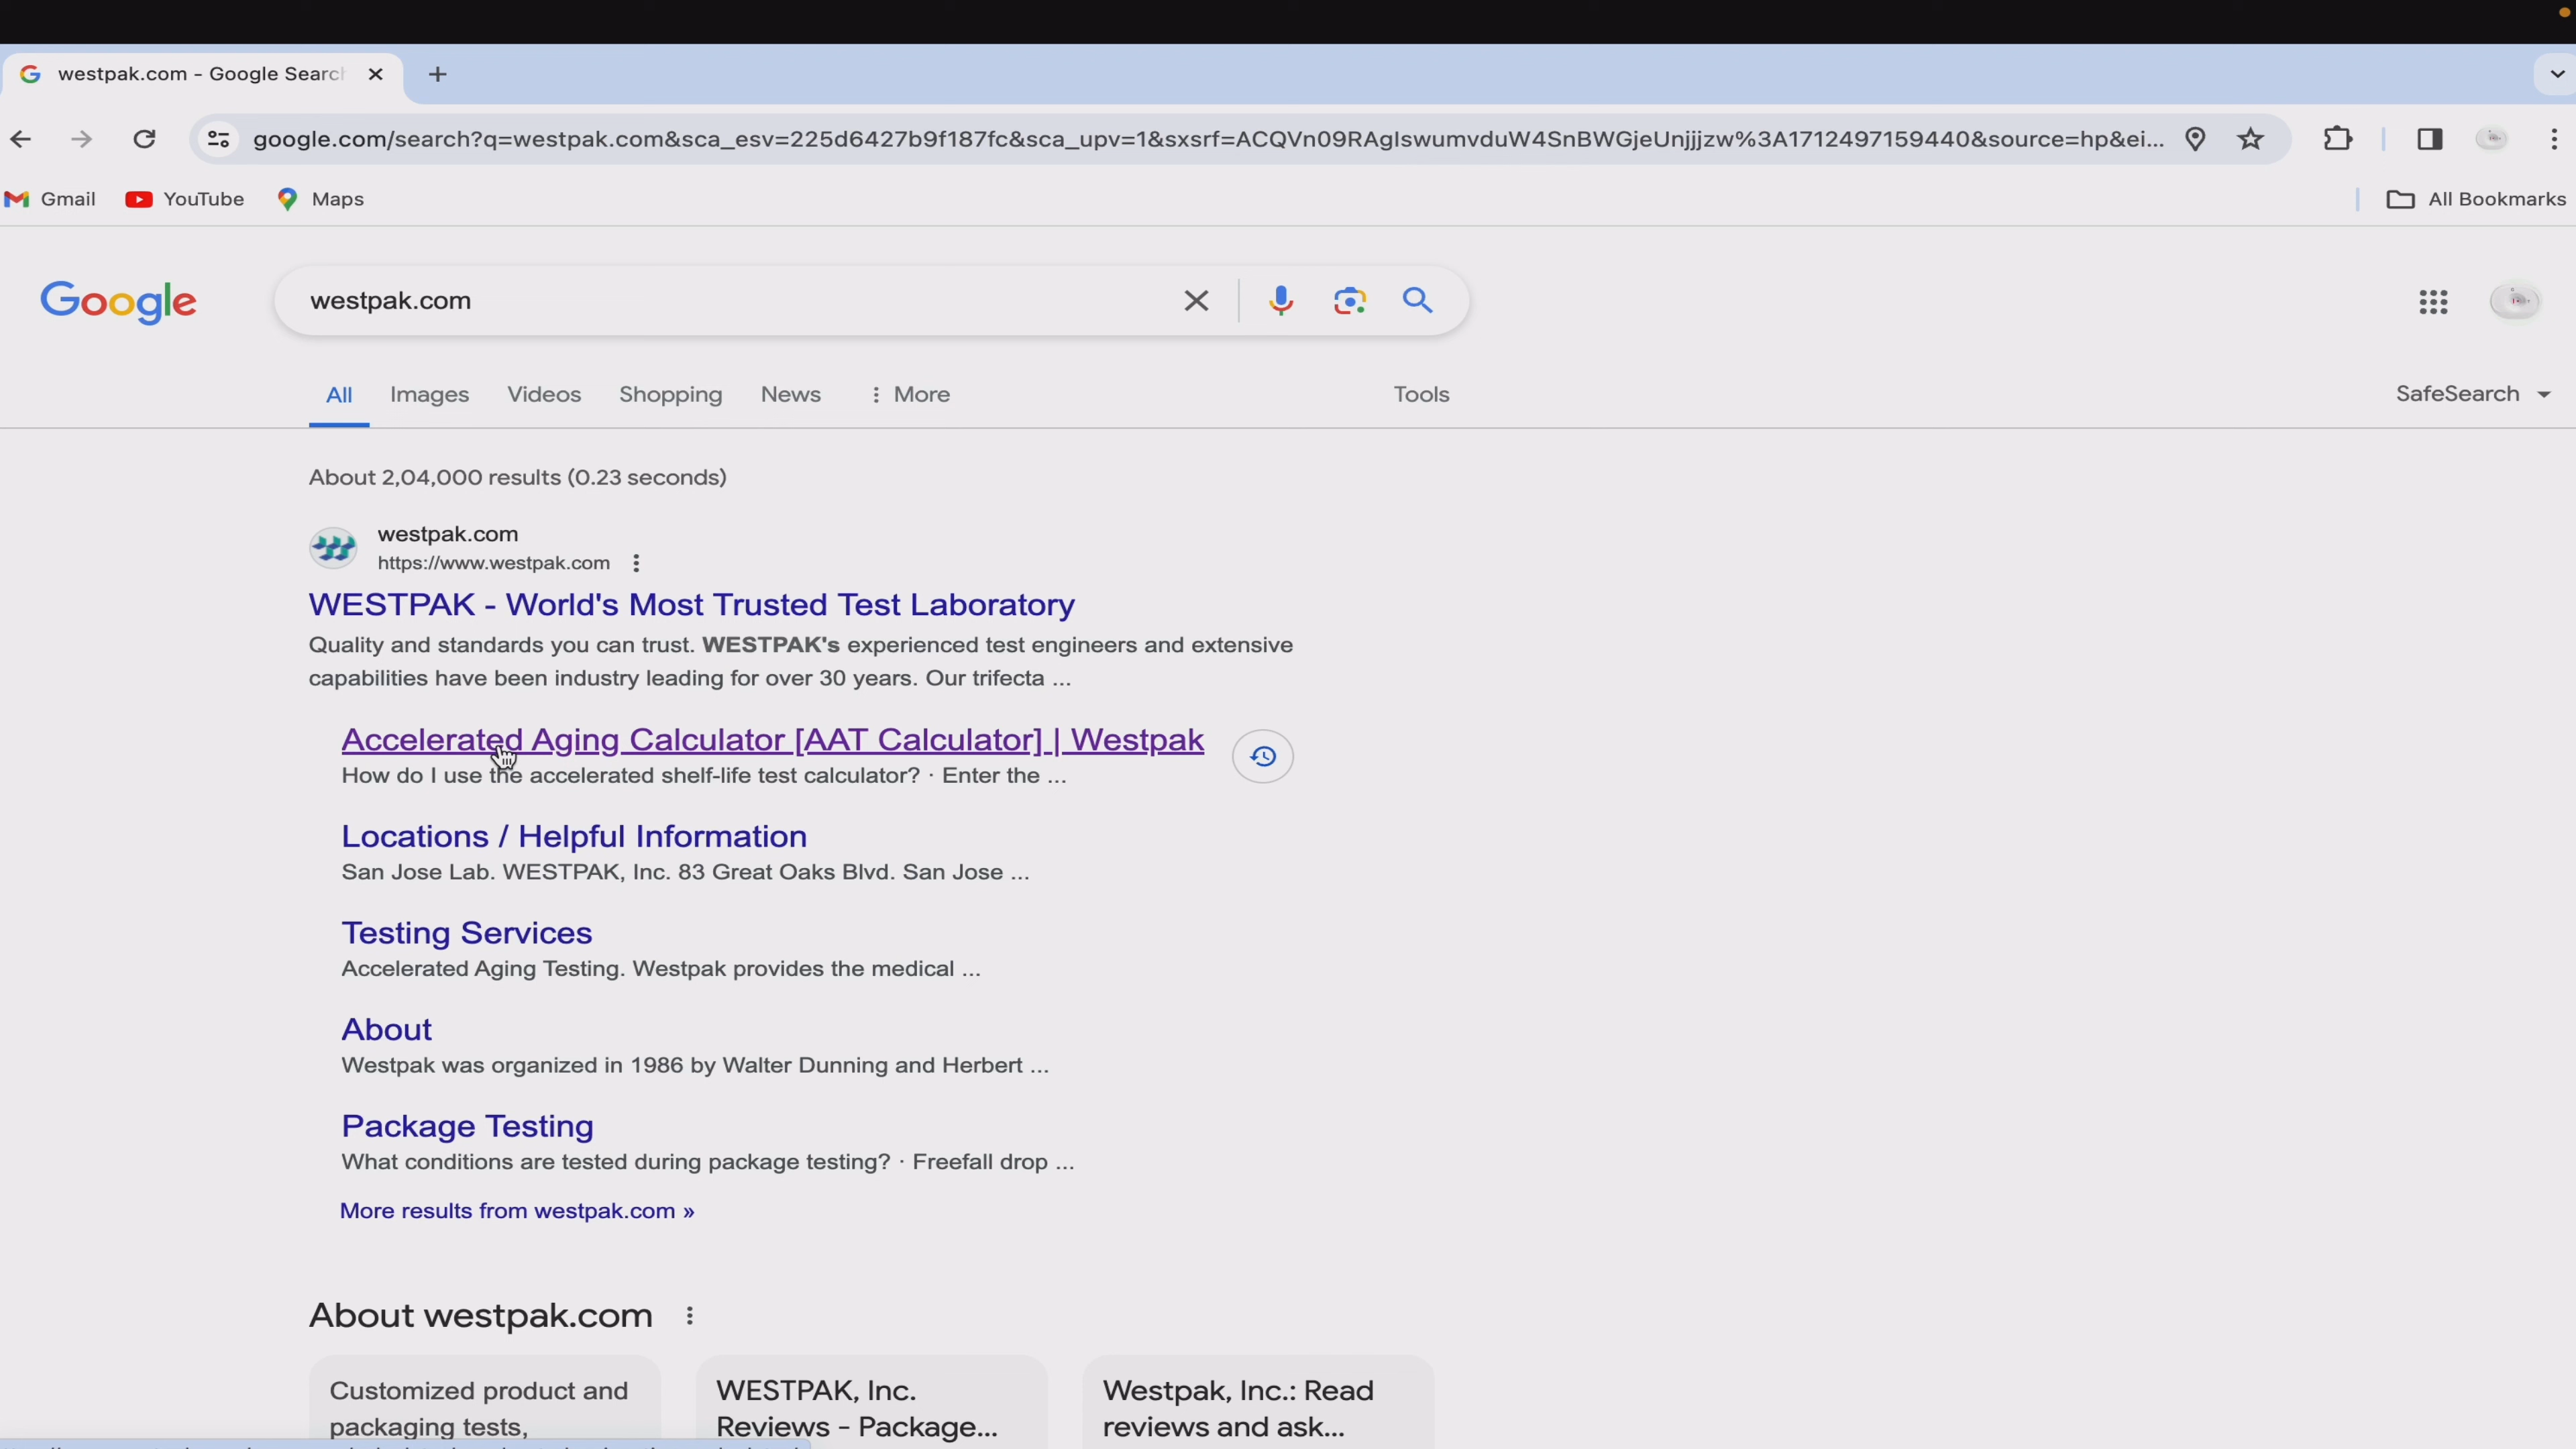 westpak.com - Google Search
google.com/search?q=westpak.com&sca_esv=225d6427b9f187fc&sca_upv=1&sxsrf=ACQVn09RAgIswumvduW4SnBWGjeUnjjjzw%3A1712497159440&source=hp&ei...
Gmail YouTube Maps All Bookmarks
Google westpak.com
All Images Videos Shopping News More Tools SafeSearch
About 2,04,000 results (0.23 seconds)
westpak.com
https://www.westpak.com
WESTPAK - World's Most Trusted Test Laboratory
Quality and standards you can trust. WESTPAK's experienced test engineers and extensive
capabilities have been industry leading for over 30 years. Our trifecta ...
Accelerated Aging Calculator [AAT Calculator] | Westpak
How do I use the accelerated shelf-life test calculator? · Enter the ...
Locations / Helpful Information
San Jose Lab. WESTPAK, Inc. 83 Great Oaks Blvd. San Jose ...
Testing Services
Accelerated Aging Testing. Westpak provides the medical ...
About
Westpak was organized in 1986 by Walter Dunning and Herbert ...
Package Testing
What conditions are tested during package testing? · Freefall drop ...
More results from westpak.com »
About westpak.com
Customized product and
packaging tests,
WESTPAK, Inc.
Reviews - Package...
Westpak, Inc.: Read
reviews and ask...